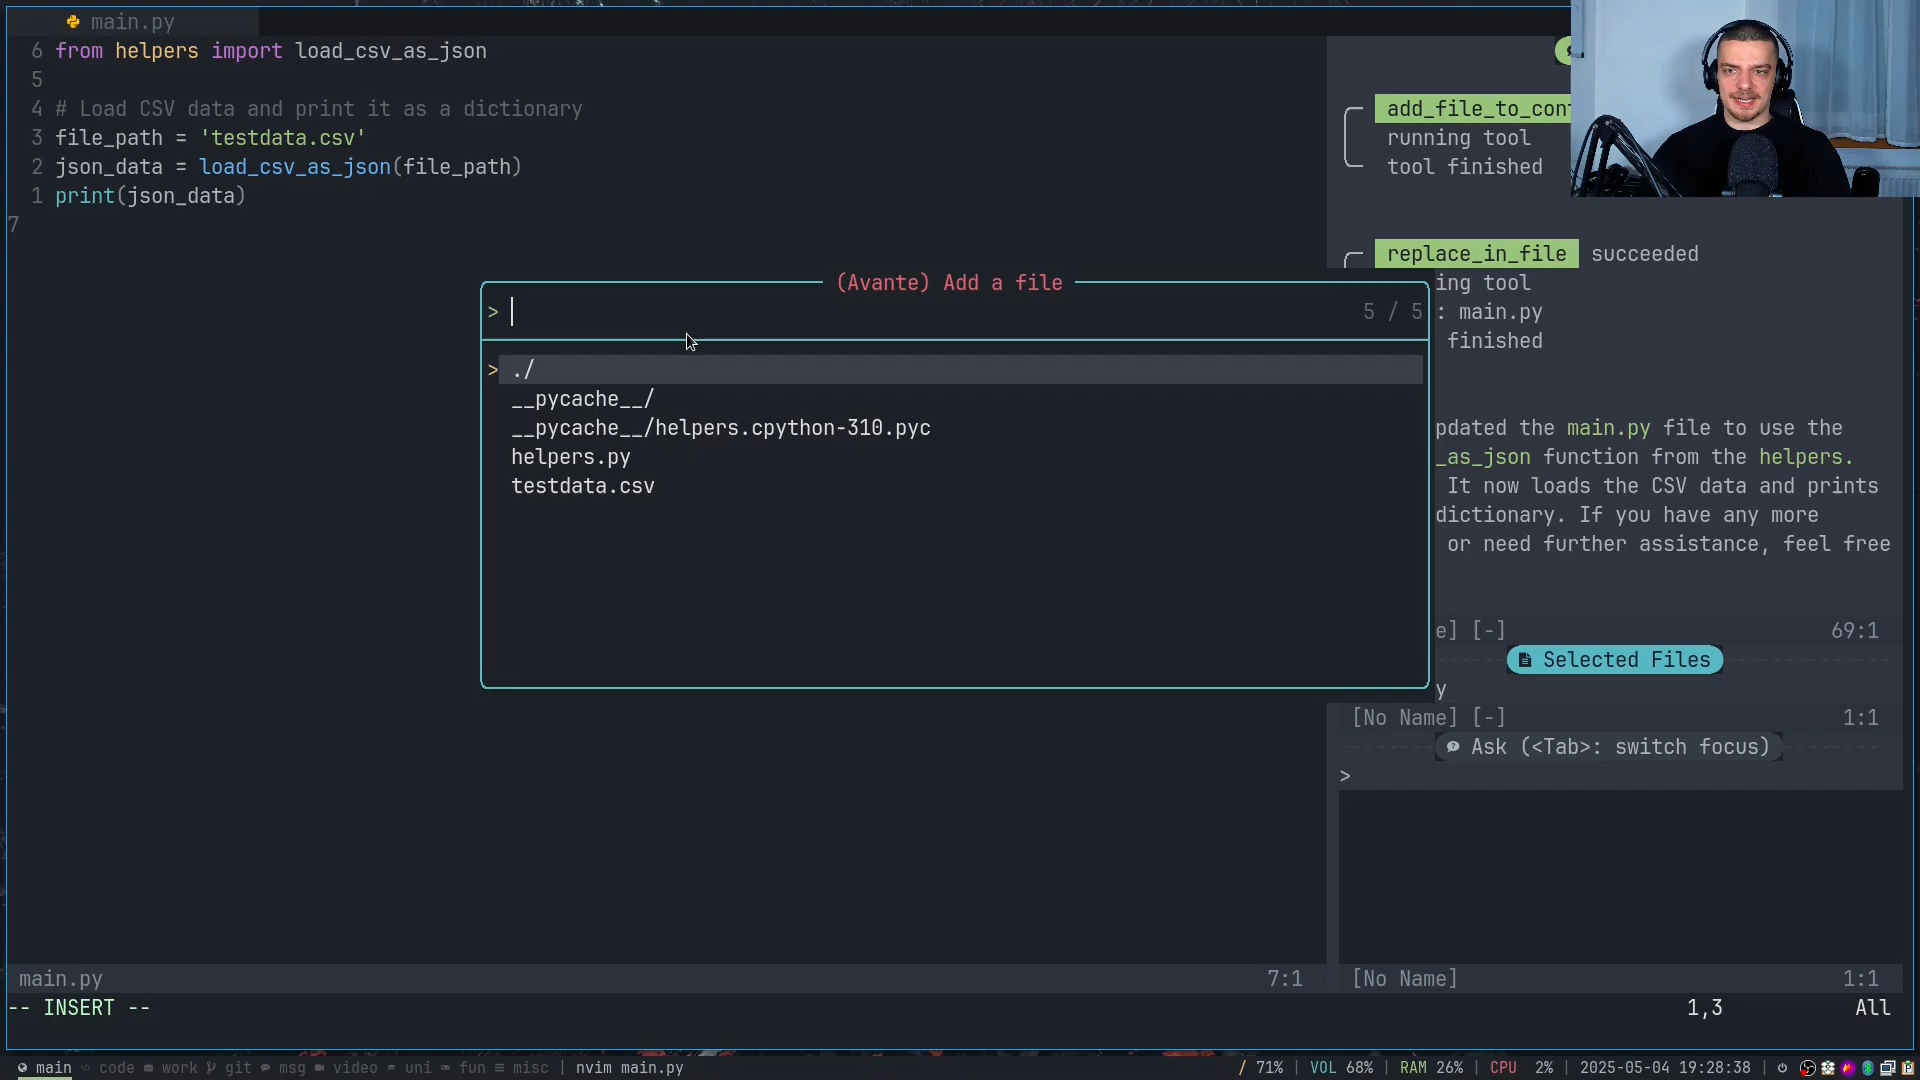 main.py
6 from helpers import load_csv_as_json
5
4 # Load CSV data and print it as a dictionary
3 file_path = 'testdata.csv'
2 json_data = load_csv_as_json(file_path)
1 print(json_data)
7
add_file_to_con
running tool
tool finished
replace_in_file succeeded
ing tool
: main.py
finished
(Avante) Add a file
> 5 / 5
> ./
__pycache__/
__pycache__/helpers.cpython-310.pyc
helpers.py
testdata.csv
pdated the main.py file to use the
_as_json function from the helpers.
It now loads the CSV data and prints
dictionary. If you have any more
or need further assistance, feel free
e] [-] 69:1
Selected Files
y
[No Name] [-] 1:1
Ask (<Tab>: switch focus)
>
main.py 7:1
[No Name] 1:1
-- INSERT -- 1,3 All
main code work git msg video uni fun misc | nvim main.py / 71% | VOL 68% | RAM 26% | CPU 2% | 2025-05-04 19:28:38 |